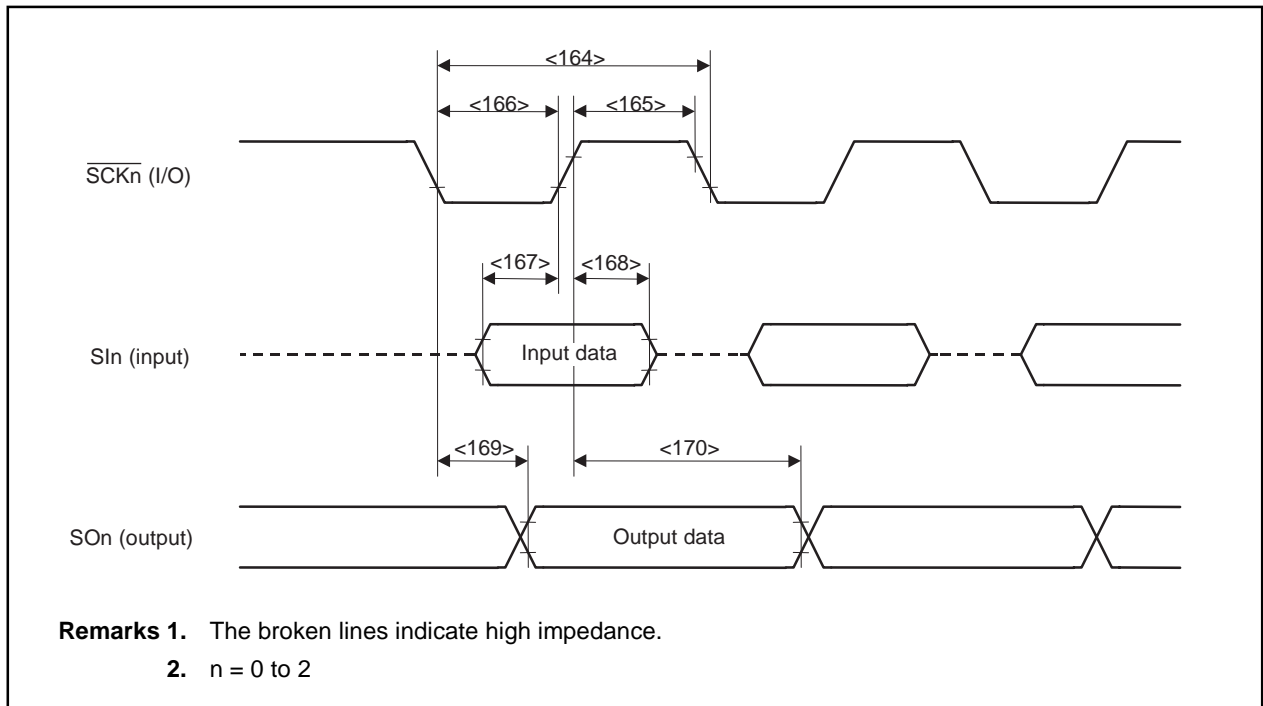 <164>
<166> <165>
SCKn (I/O)
<167> <168>
SIn (input) Input data
<169> <170>
SOn (output) Output data
Remarks 1. The broken lines indicate high impedance.
2. n = 0 to 2